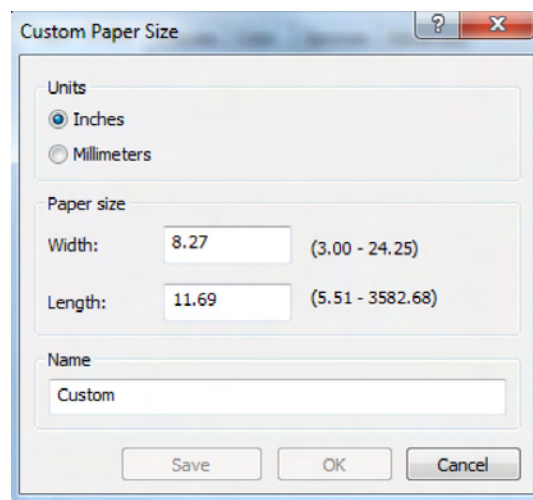 Custom Paper Size
?
X
Units
Inches
Millimeters
Paper size
Width: 8.27 (3.00 - 24.25)
Length: 11.69 (5.51 - 3582.68)
Name
Custom
Save OK Cancel